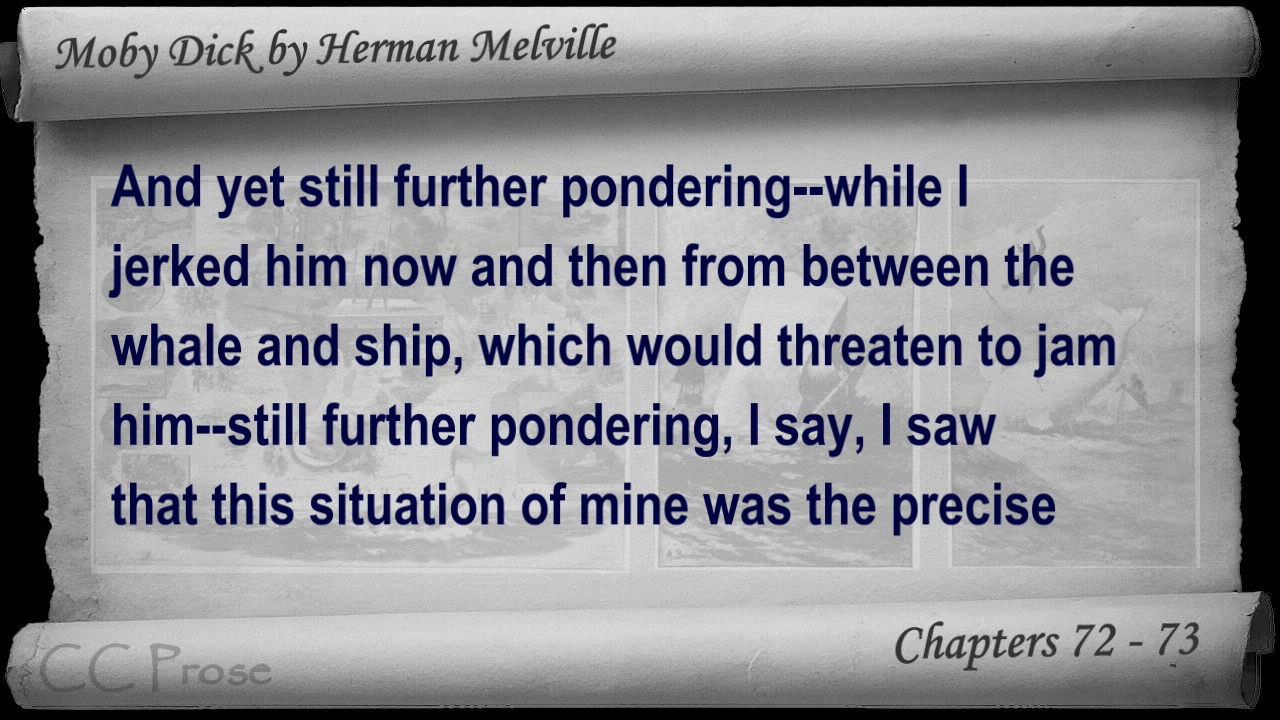 Moby Dick by Herman Melville
And yet still further pondering--while I
jerked him now and then from between the
whale and ship, which would threaten to jam
him--still further pondering, I say, I saw
that this situation of mine was the precise
Chapters 72 - 73
CC Prose